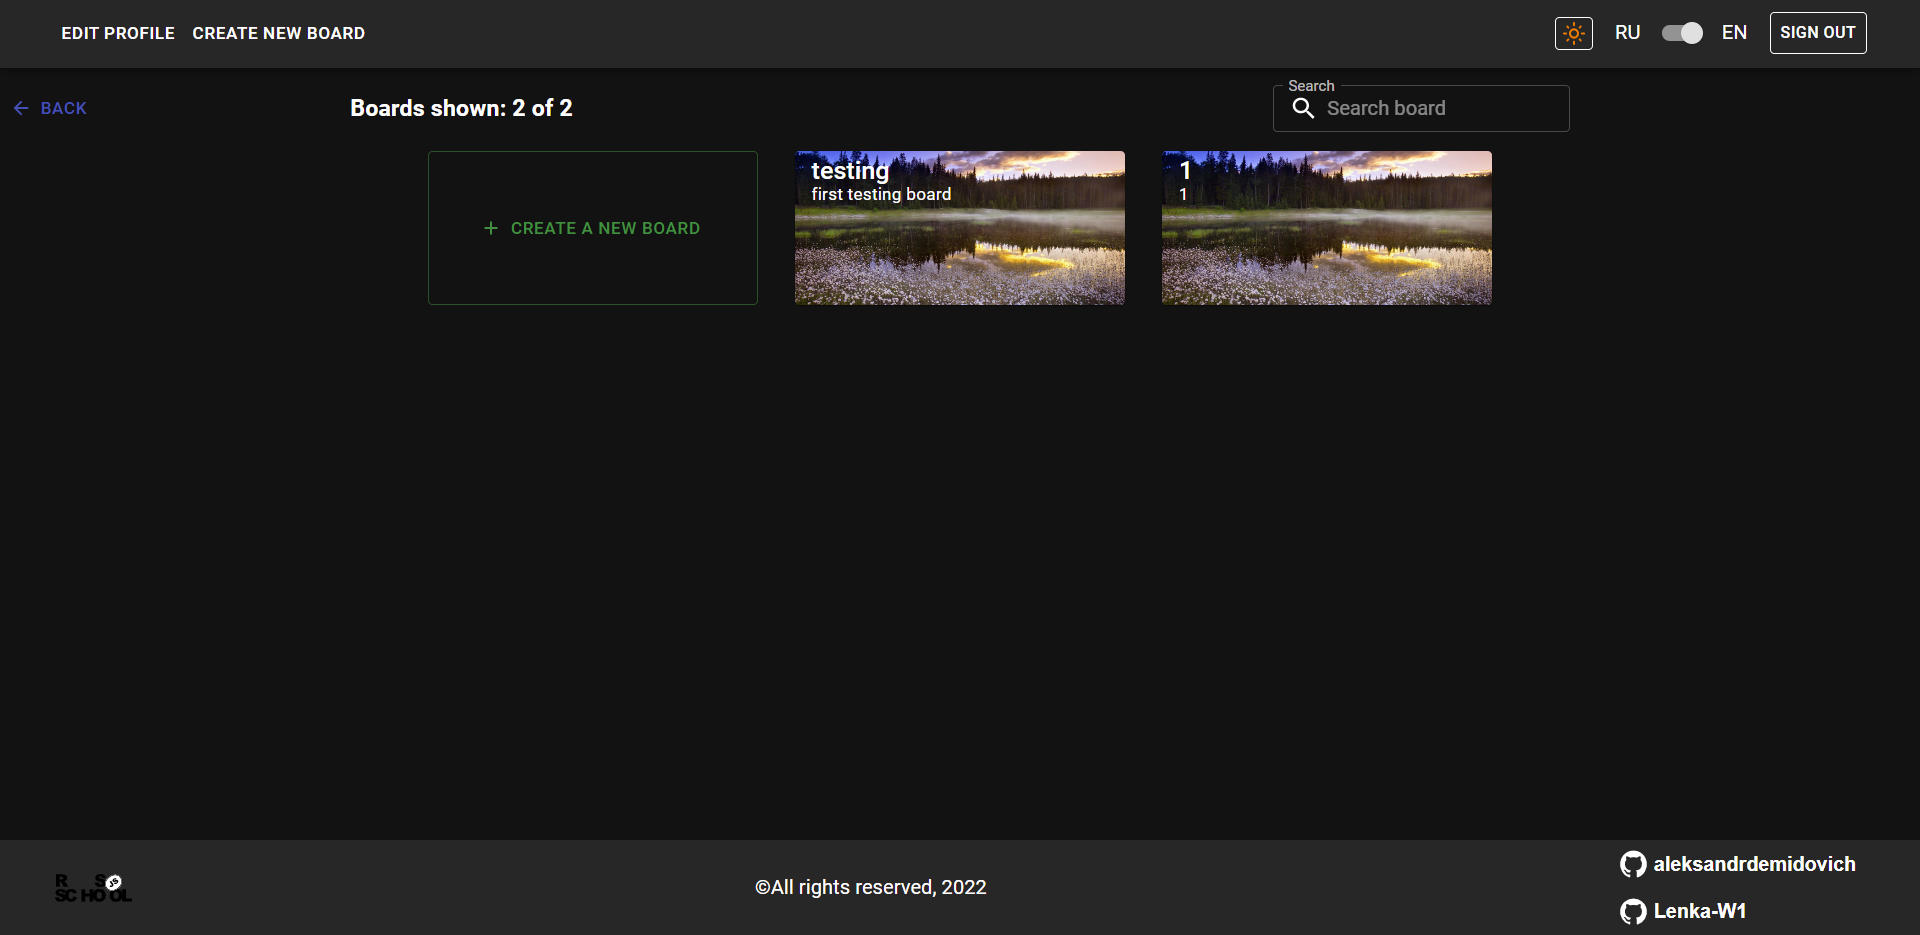 EDIT PROFILE CREATE NEW BOARD RU EN SIGN OUT
BACK
Boards shown: 2 of 2
Search
Search board
CREATE A NEW BOARD
testing
first testing board
1
1
RS JS
SCHOOL
©All rights reserved, 2022
aleksandrdemidovich
Lenka-W1